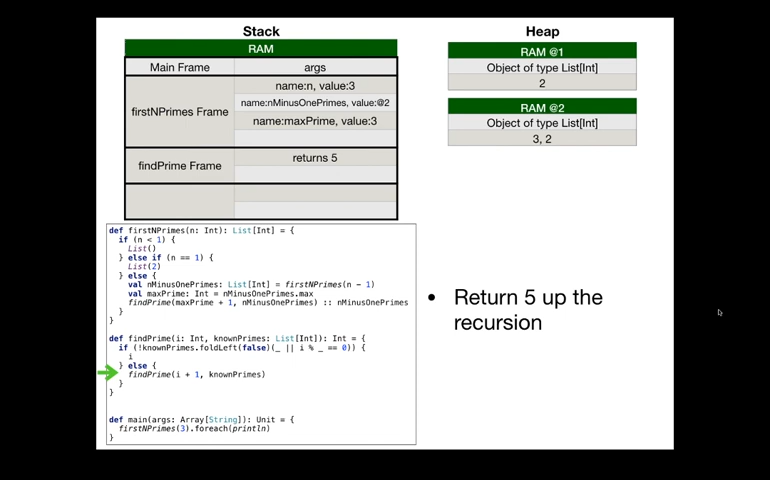 Stack
RAM
Main Frame args
firstNPrimes Frame
name:n, value:3
name:nMinusOnePrimes, value:@2
name:maxPrime, value:3
findPrime Frame
returns 5
Heap
RAM @1
Object of type List[Int]
2
RAM @2
Object of type List[Int]
3, 2
def firstNPrimes(n: Int): List[Int] = {
if (n < 1) {
List()
} else if (n == 1) {
List(2)
} else {
val nMinusOnePrimes: List[Int] = firstNPrimes(n - 1)
val maxPrime: Int = nMinusOnePrimes.max
findPrime(maxPrime + 1, nMinusOnePrimes) :: nMinusOnePrimes
}
}
def findPrime(i: Int, knownPrimes: List[Int]): Int = {
if (!knownPrimes.foldLeft(false)(_ || i % _ == 0)) {
i
} else {
findPrime(i + 1, knownPrimes)
}
}
def main(args: Array[String]): Unit = {
firstNPrimes(3).foreach(println)
}
• Return 5 up the
recursion